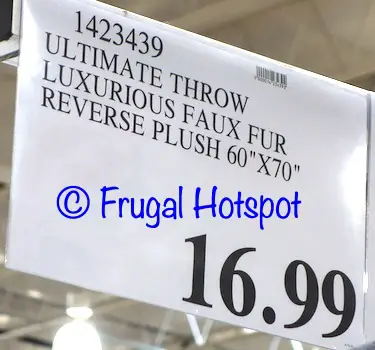 1423439
ULTIMATE THROW
LUXURIOUS FAUX FUR
REVERSE PLUSH 60"X70"
© Frugal Hotspot
16.99